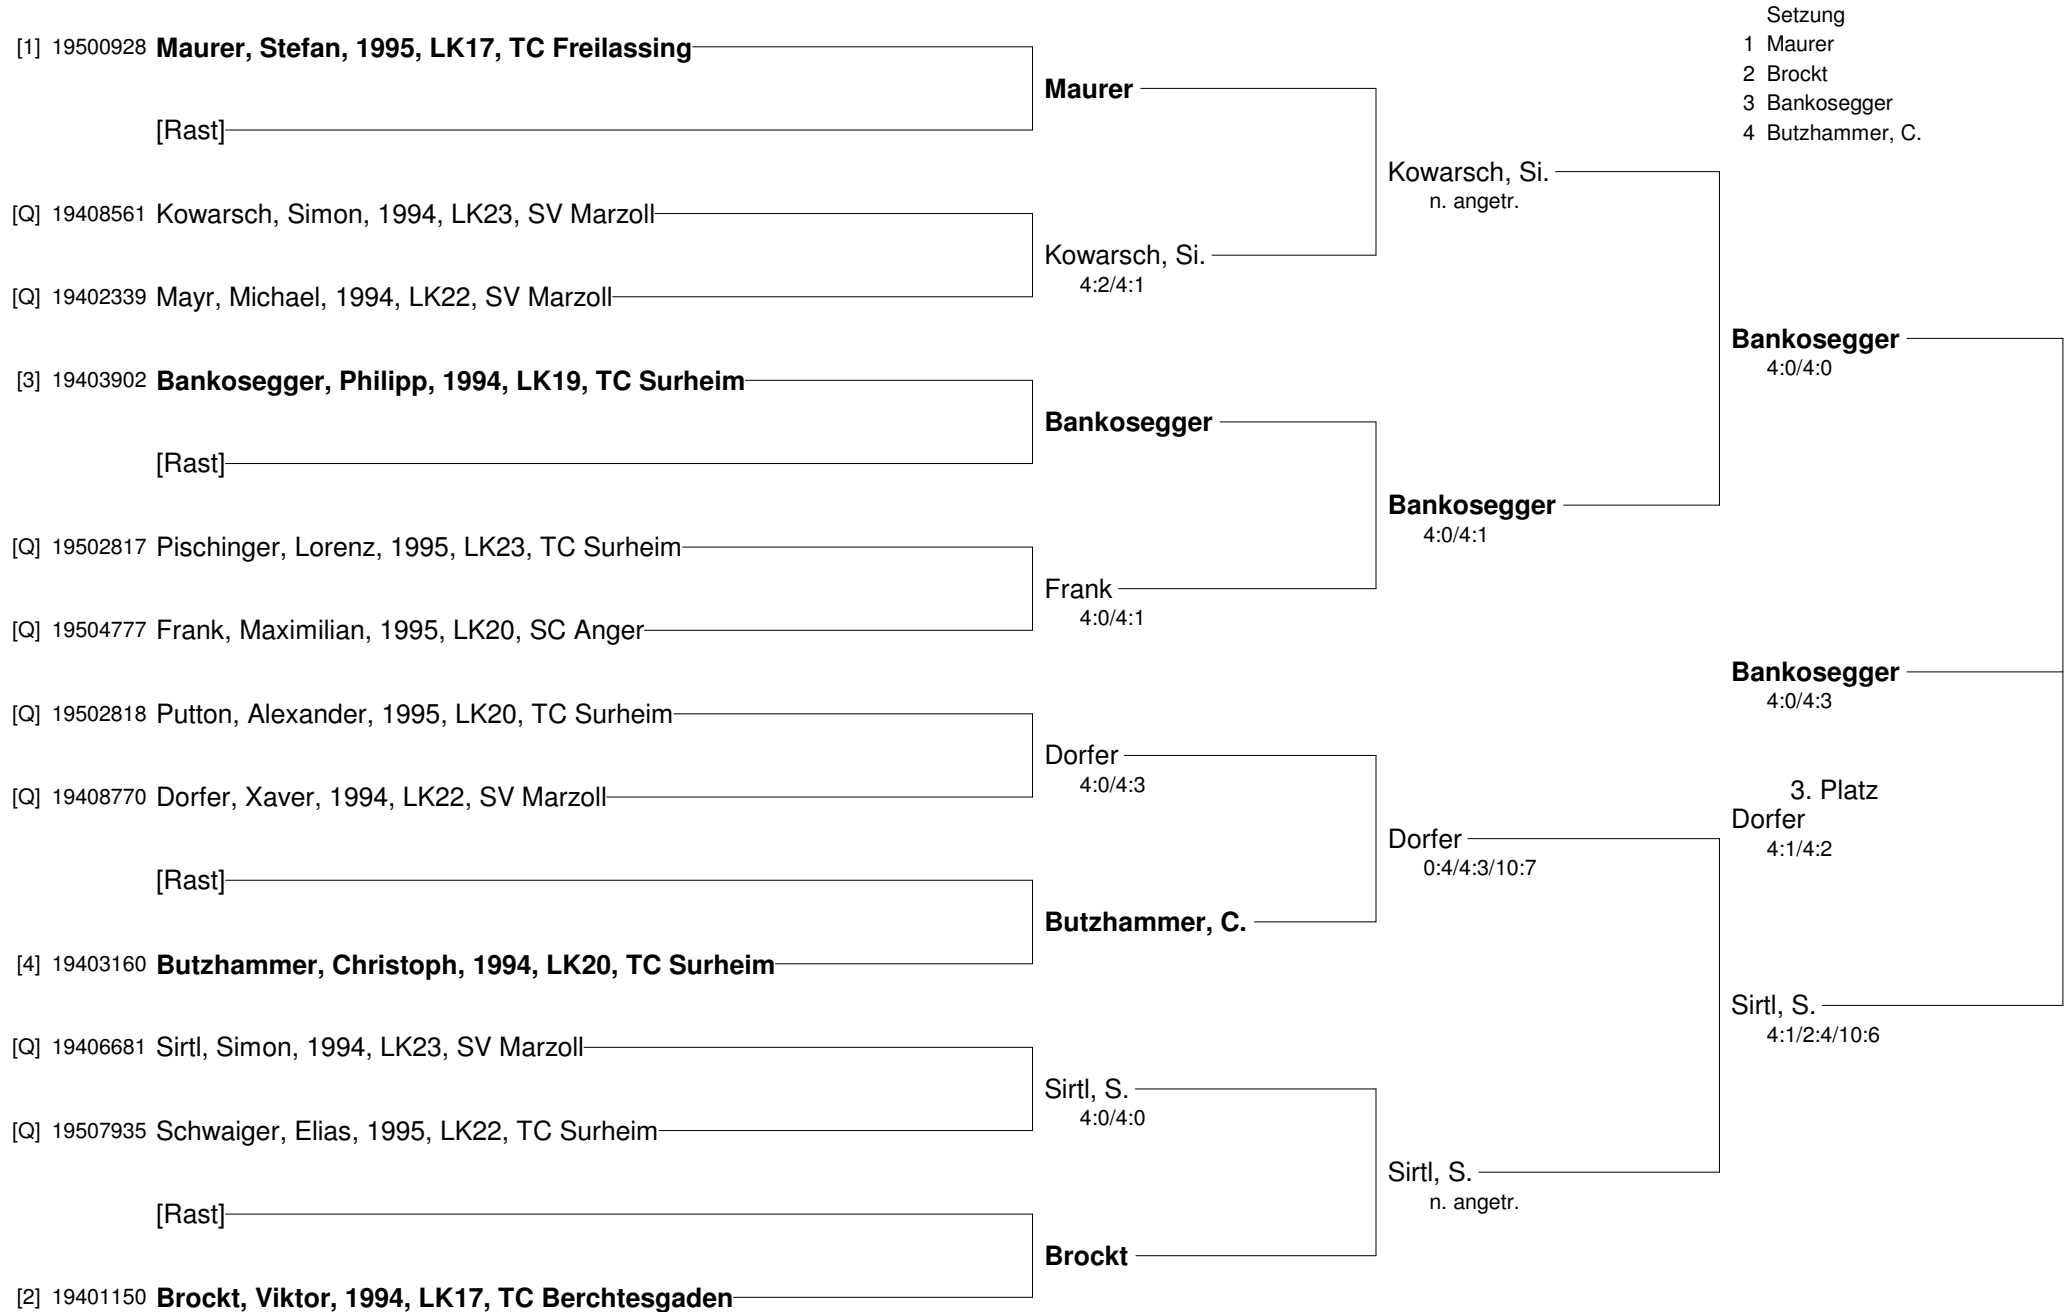 Setzung
1 Maurer
2 Brockt
3 Bankosegger
4 Butzhammer, C.
[1] 19500928 Maurer, Stefan, 1995, LK17, TC Freilassing
[Rast]
[Q] 19408561 Kowarsch, Simon, 1994, LK23, SV Marzoll
[Q] 19402339 Mayr, Michael, 1994, LK22, SV Marzoll
[3] 19403902 Bankosegger, Philipp, 1994, LK19, TC Surheim
[Rast]
[Q] 19502817 Pischinger, Lorenz, 1995, LK23, TC Surheim
[Q] 19504777 Frank, Maximilian, 1995, LK20, SC Anger
[Q] 19502818 Putton, Alexander, 1995, LK20, TC Surheim
[Q] 19408770 Dorfer, Xaver, 1994, LK22, SV Marzoll
[Rast]
[4] 19403160 Butzhammer, Christoph, 1994, LK20, TC Surheim
[Q] 19406681 Sirtl, Simon, 1994, LK23, SV Marzoll
[Q] 19507935 Schwaiger, Elias, 1995, LK22, TC Surheim
[Rast]
[2] 19401150 Brockt, Viktor, 1994, LK17, TC Berchtesgaden
Maurer
Kowarsch, Si.
4:2/4:1
Bankosegger
Frank
4:0/4:1
Dorfer
4:0/4:3
Butzhammer, C.
Sirtl, S.
4:0/4:0
Brockt
Kowarsch, Si.
n. angetr.
Bankosegger
4:0/4:1
Dorfer
0:4/4:3/10:7
Sirtl, S.
n. angetr.
Bankosegger
4:0/4:0
Bankosegger
4:0/4:3
3. Platz
Dorfer
4:1/4:2
Sirtl, S.
4:1/2:4/10:6